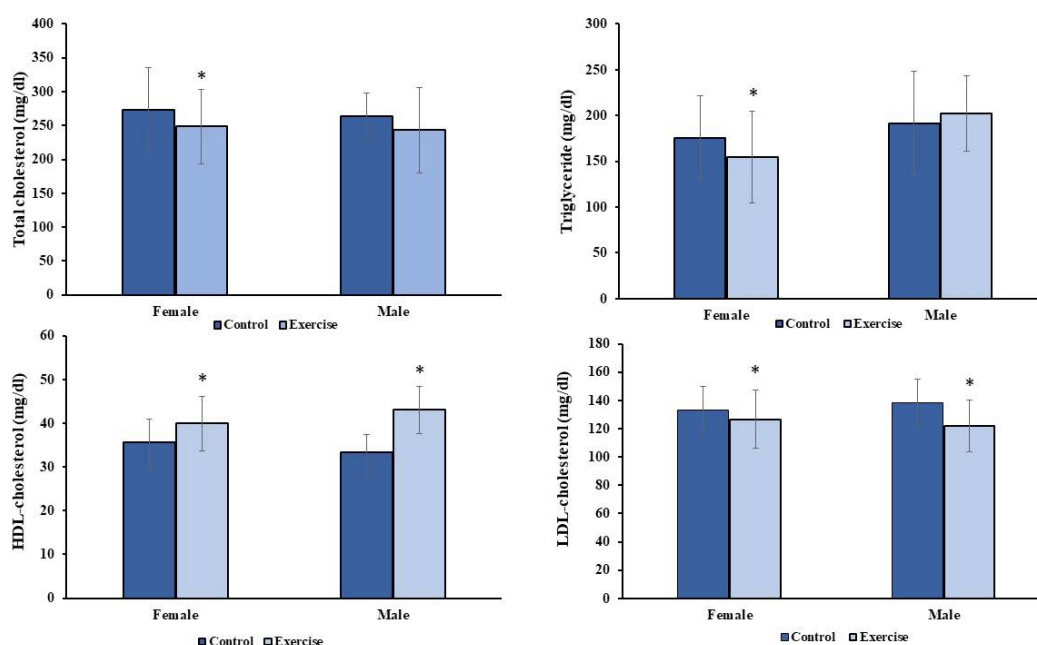 Total cholesterol (mg/dl)
400
350
300
250
200
150
100
50
0
*
Female
Male
Control
Exercise
Triglyceride (mg/dl)
300
250
200
150
100
50
0
*
Female
Male
Control
Exercise
HDL-cholesterol (mg/dl)
60
50
40
30
20
10
0
*
*
Female
Male
Control
Exercise
LDL-cholesterol (mg/dl)
180
160
140
120
100
80
60
40
20
0
*
*
Female
Male
Control
Exercise